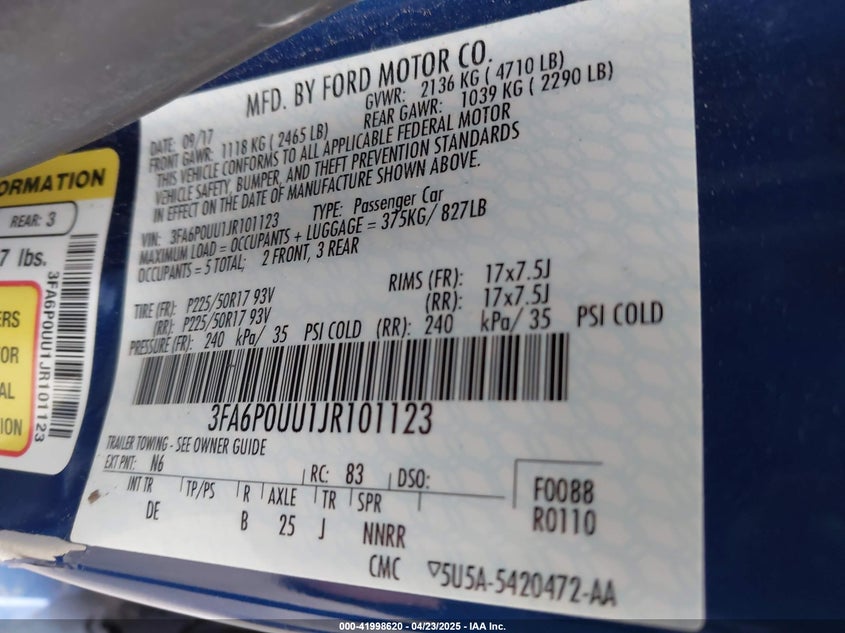 MFD. BY FORD MOTOR CO.
DATE: 09/17 GVWR: 2136 KG ( 4710 LB)
FRONT GAWR: 1118 KG ( 2465 LB) REAR GAWR: 1039 KG ( 2290 LB)
THIS VEHICLE CONFORMS TO ALL APPLICABLE FEDERAL MOTOR
VEHICLE SAFETY, BUMPER, AND THEFT PREVENTION STANDARDS
IN EFFECT ON THE DATE OF MANUFACTURE SHOWN ABOVE.
VIN: 3FA6P0UU1JR101123 TYPE: Passenger Car
MAXIMUM LOAD = OCCUPANTS + LUGGAGE = 375KG/ 827LB
OCCUPANTS = 5 TOTAL; 2 FRONT, 3 REAR
TIRE (FR): P225/50R17 93V RIMS (FR): 17x7.5J
(RR): P225/50R17 93V (RR): 17x7.5J
PRESSURE (FR): 240 kPa/ 35 PSI COLD (RR): 240 kPa/ 35 PSI COLD
3FA6P0UU1JR101123
TRAILER TOWING - SEE OWNER GUIDE
EXT PNT: N6 RC: 83 DSO:
INT TR TP/PS R AXLE TR SPR
DE B 25 J NNRR
F0088
R0110
CMC 5U5A-5420472-AA
ORMATION
REAR: 3
7 lbs.
3FA6P0UU1JR101123
ERS
FOR
AL
ION
000-41998620 - 04/23/2025 - IAA Inc.